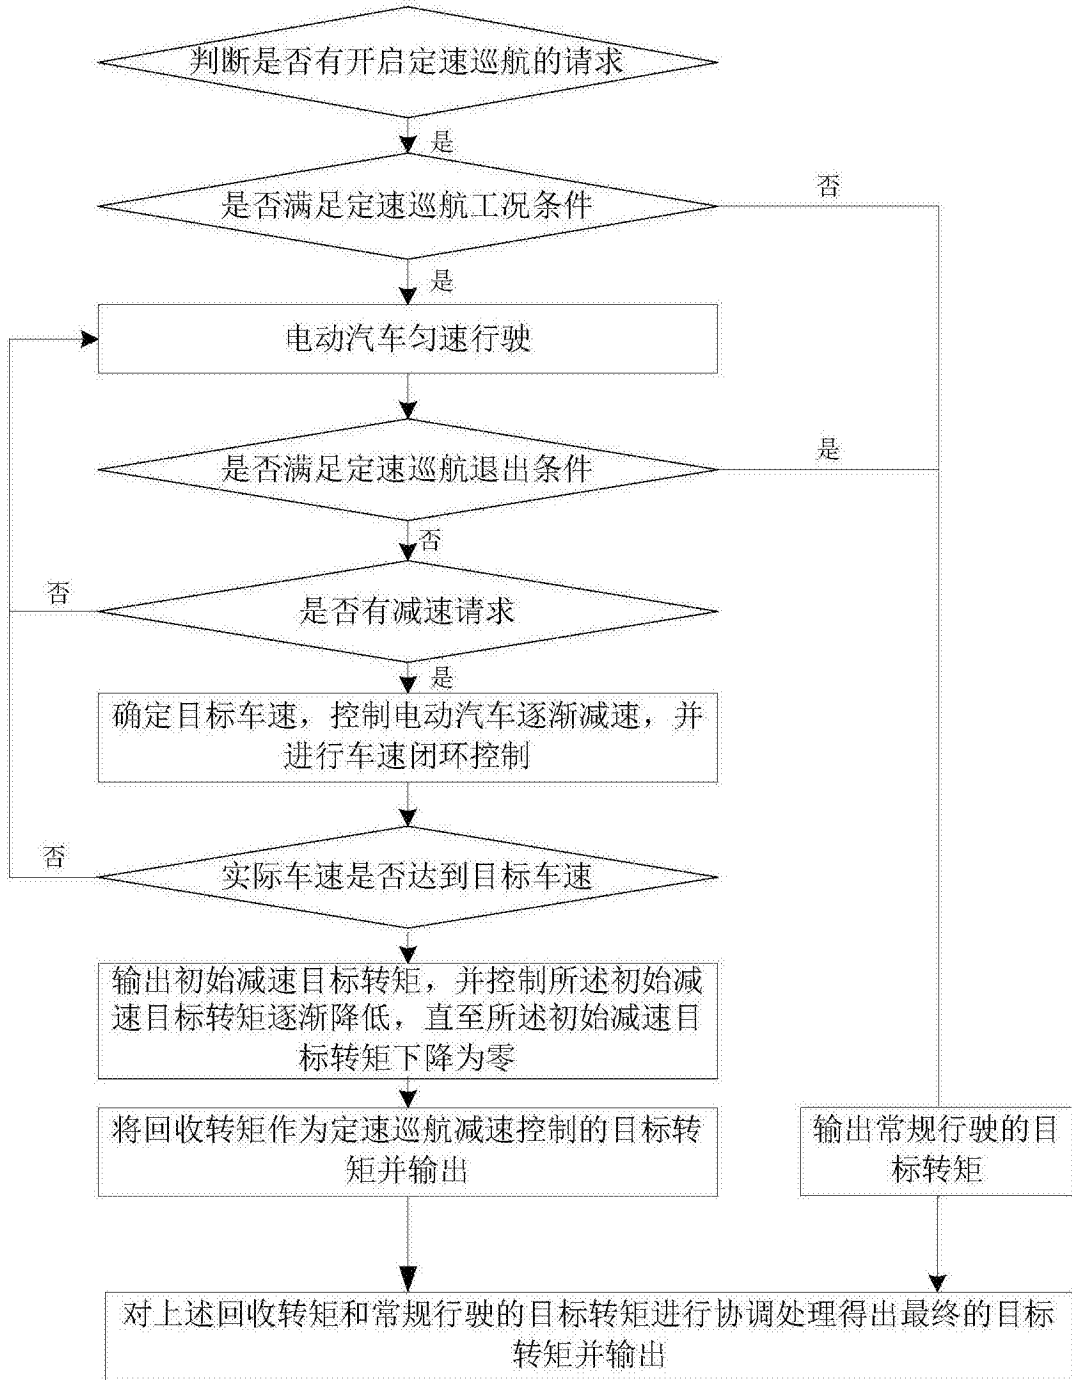 判断是否有开启定速巡航的请求
是
是否满足定速巡航工况条件
否
是
电动汽车匀速行驶
是否满足定速巡航退出条件
是
否
是否有减速请求
否
是
确定目标车速，控制电动汽车逐渐减速，并
进行车速闭环控制
实际车速是否达到目标车速
否
输出初始减速目标转矩，并控制所述初始减
速目标转矩逐渐降低，直至所述初始减速目
标转矩下降为零
将回收转矩作为定速巡航减速控制的目标转
矩并输出
输出常规行驶的目
标转矩
对上述回收转矩和常规行驶的目标转矩进行协调处理得出最终的目标
转矩并输出